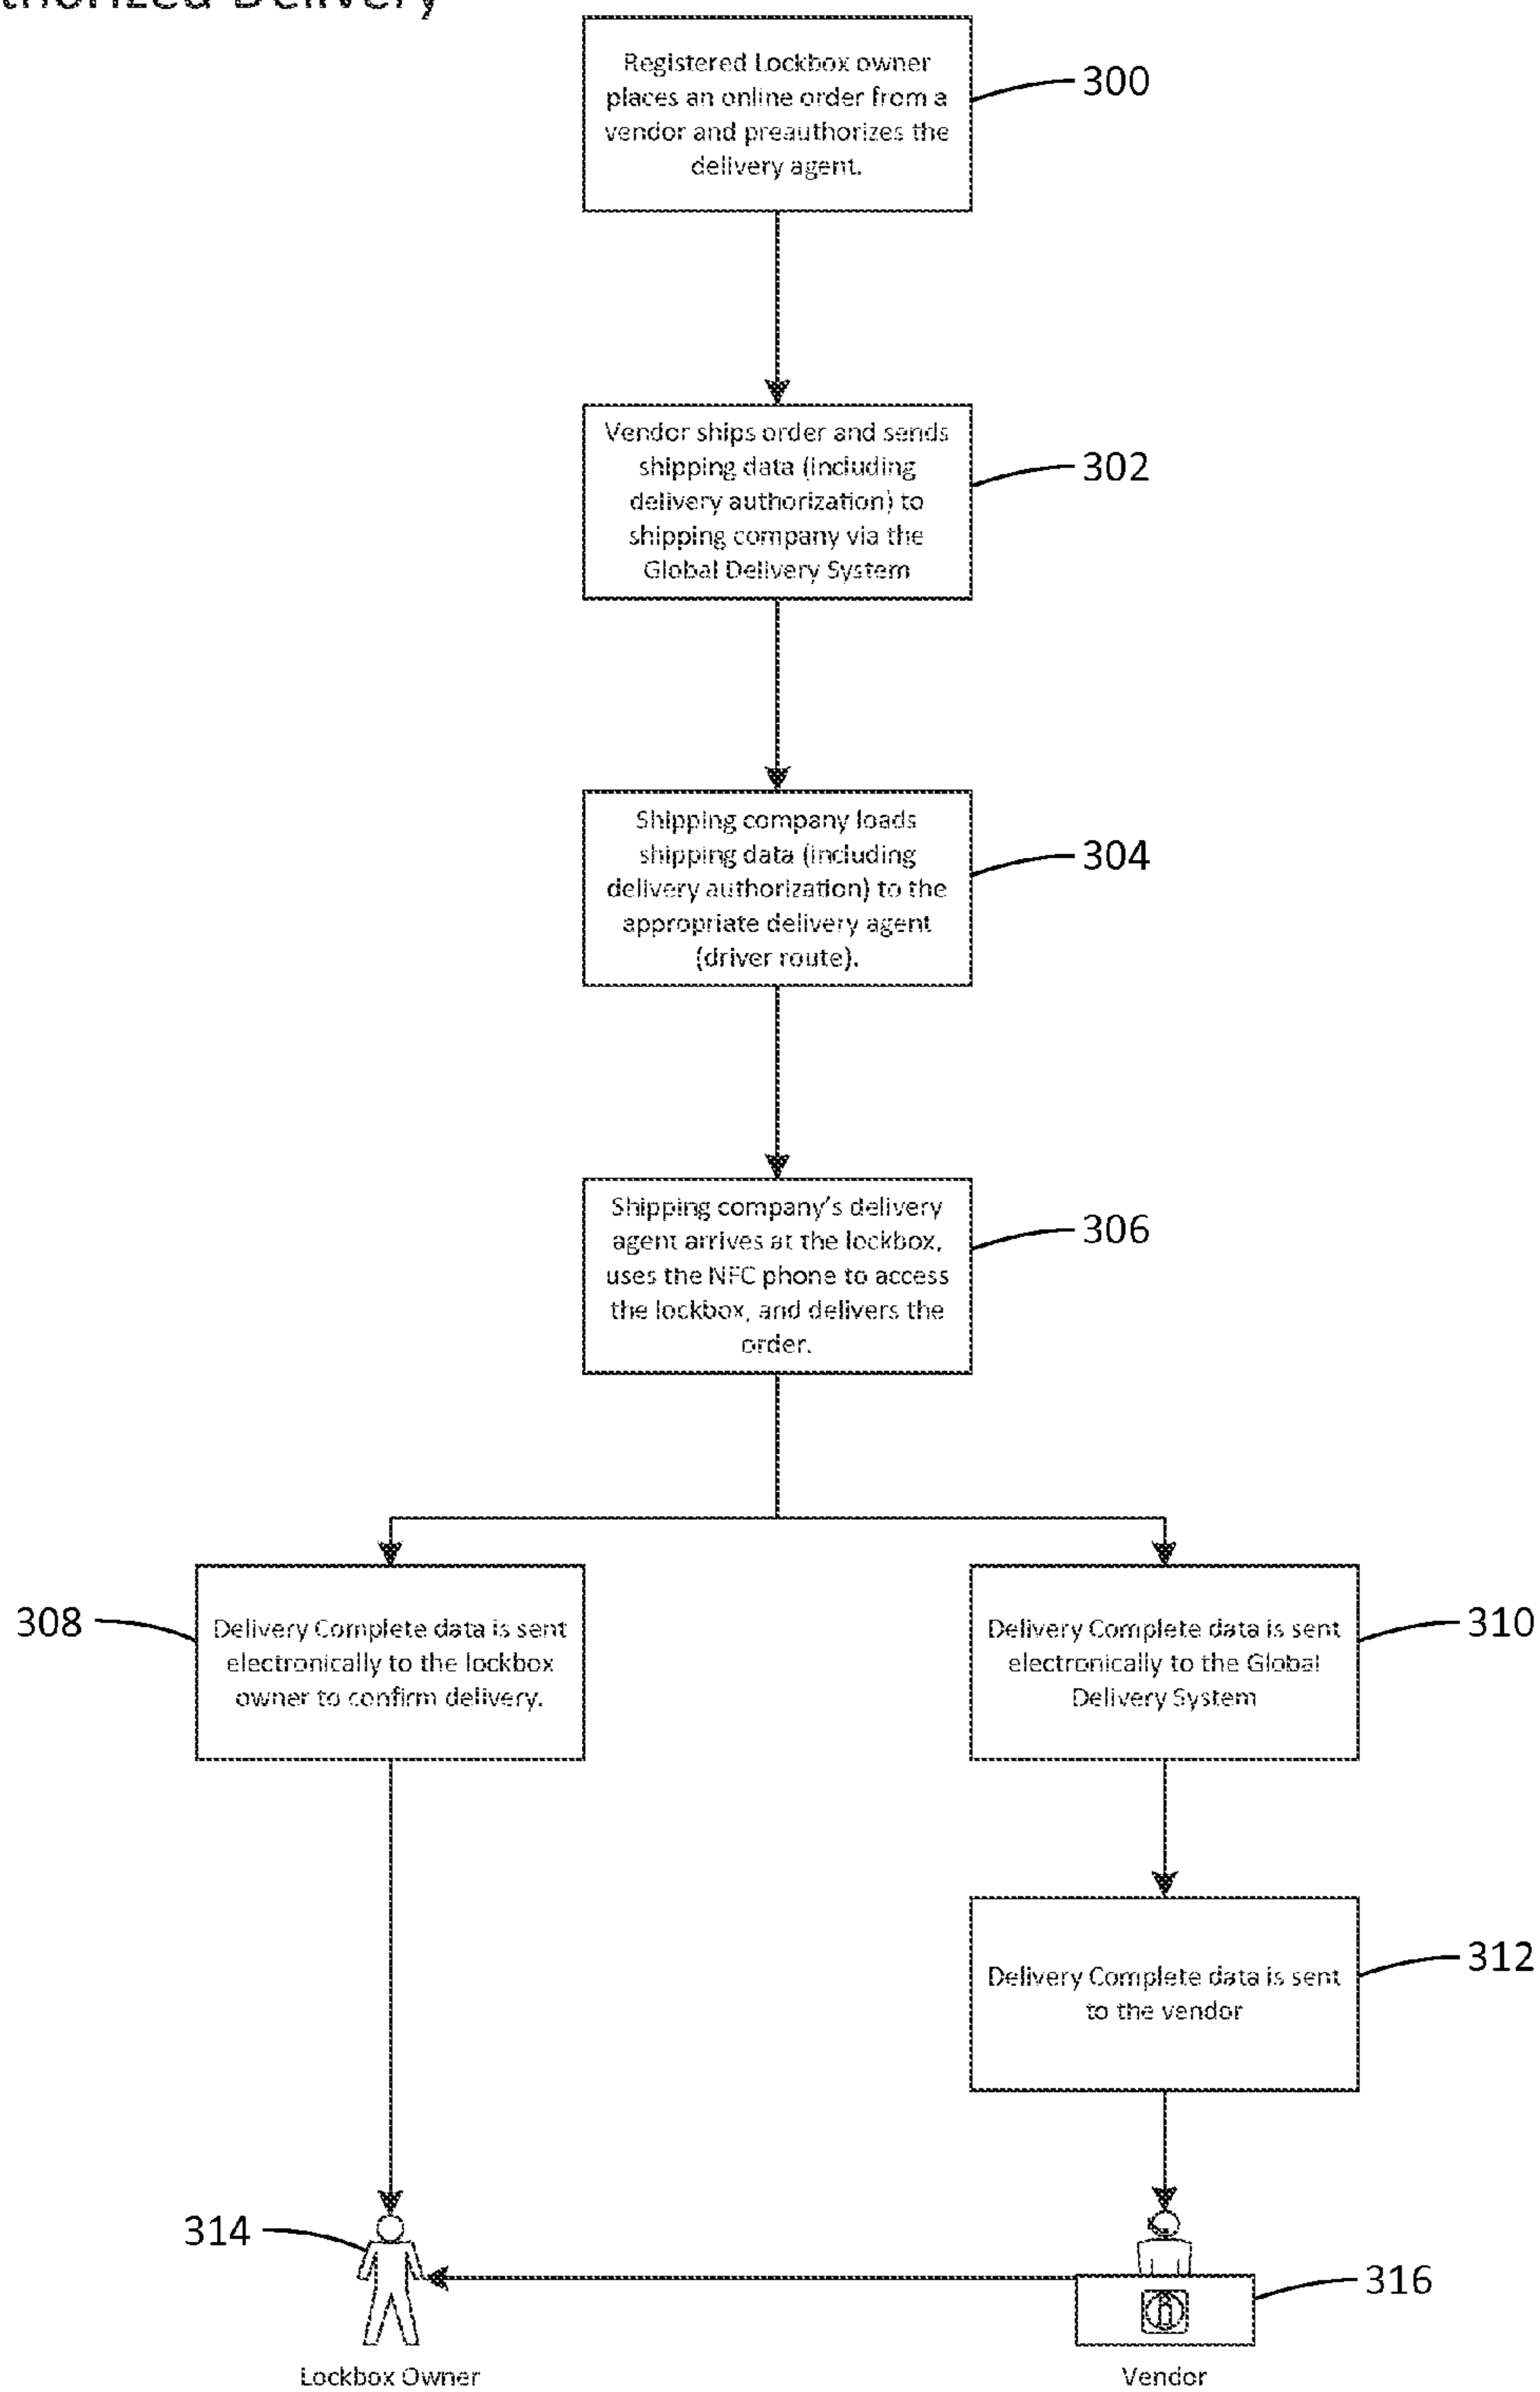 thorized Delivery
Registered Lockbox owner
places an online order from a
vendor and preauthorizes the
delivery agent.
300
Vendor ships order and sends
shipping data (including
delivery authorization) to
shipping company via the
Global Delivery System
302
Shipping company loads
shipping data (including
delivery authorization) to the
appropriate delivery agent
(driver route).
304
Shipping company's delivery
agent arrives at the lockbox,
uses the NFC phone to access
the lockbox, and delivers the
order.
306
308
Delivery Complete data is sent
electronically to the lockbox
owner to confirm delivery.
Delivery Complete data is sent
electronically to the Global
Delivery System
310
Delivery Complete data is sent
to the vendor
312
314
316
i
Lockbox Owner
Vendor